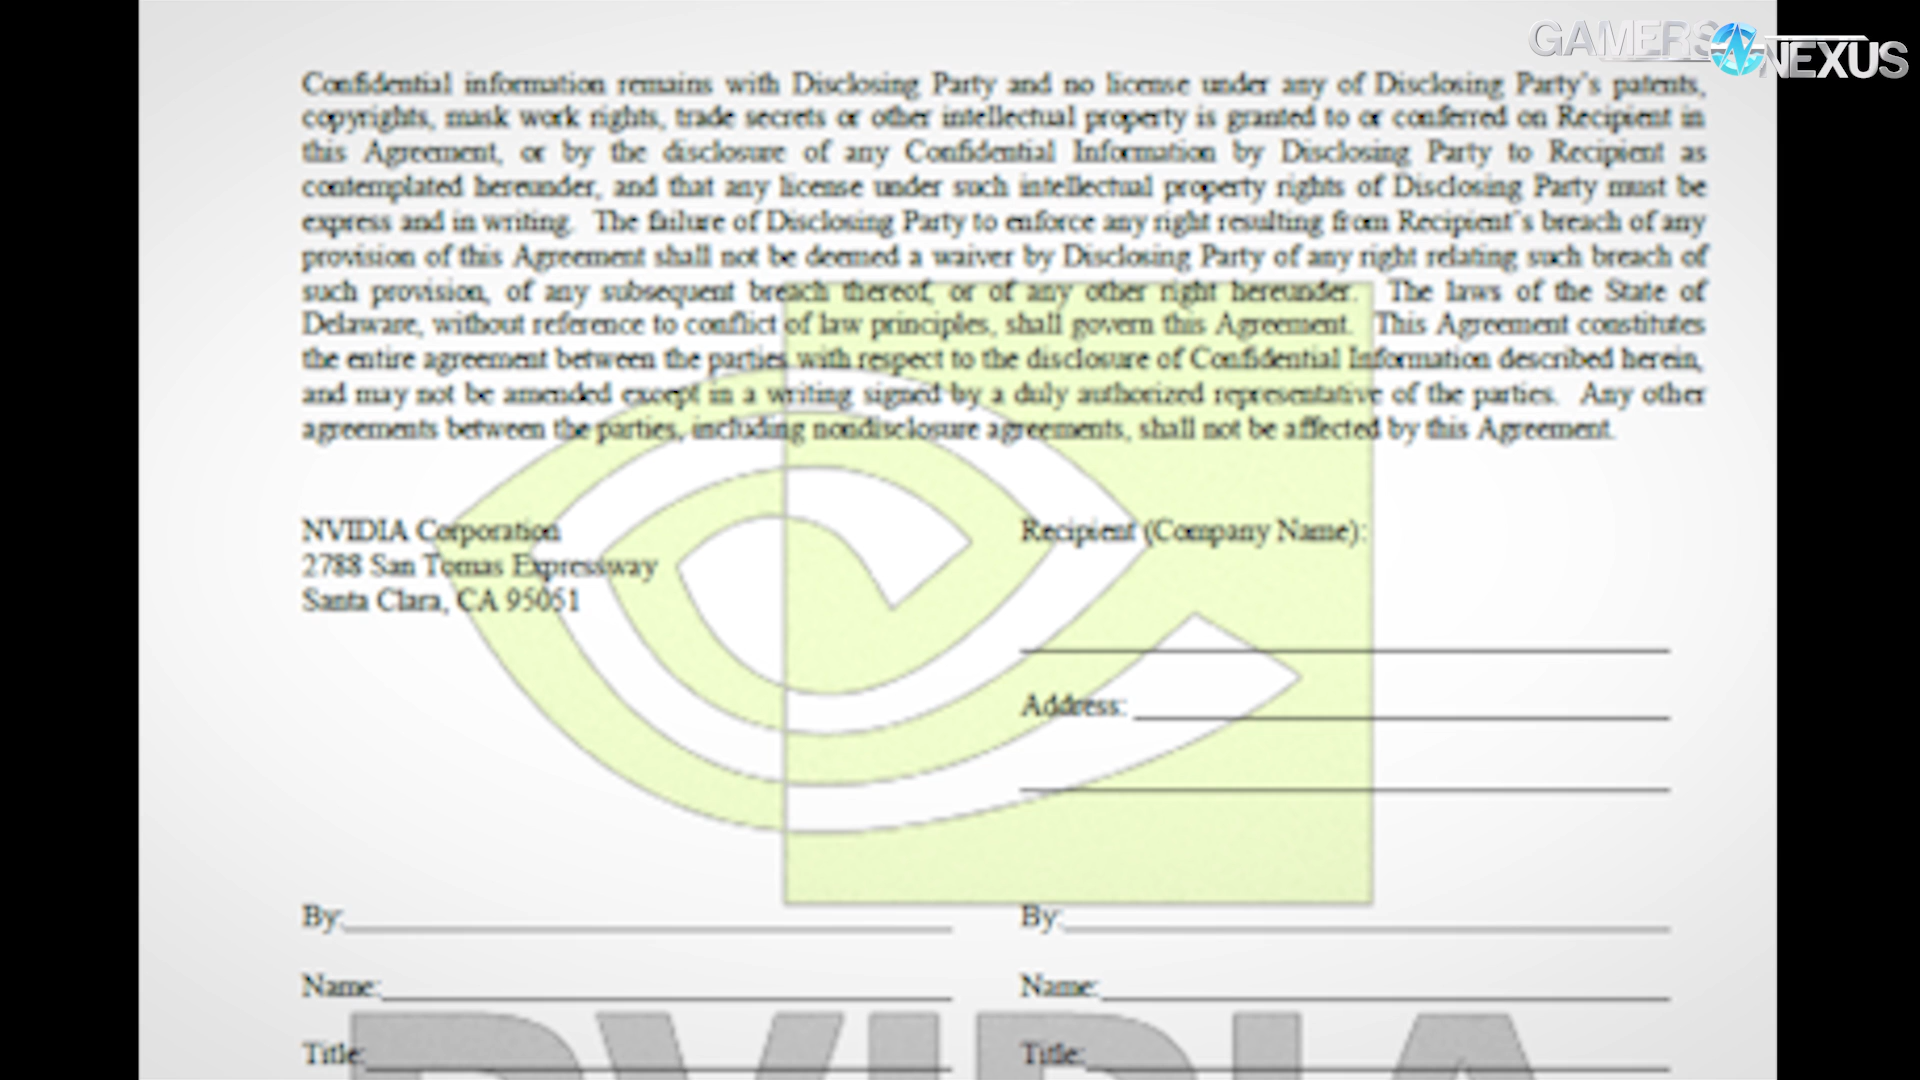 GAMERS NEXUS
Confidential information remains with Disclosing Party and no license under any of Disclosing Party's patents,
copyrights, mask work rights, trade secrets or other intellectual property is granted to or conferred on Recipient in
this Agreement, or by the disclosure of any Confidential Information by Disclosing Party to Recipient as
contemplated hereunder, and that any license under such intellectual property rights of Disclosing Party must be
express and in writing. The failure of Disclosing Party to enforce any right resulting from Recipient's breach of any
provision of this Agreement shall not be deemed a waiver by Disclosing Party of any right relating such breach of
such provision, of any subsequent breach thereof, or of any other right hereunder. The laws of the State of
Delaware, without reference to conflict of law principles, shall govern this Agreement. This Agreement constitutes
the entire agreement between the parties with respect to the disclosure of Confidential Information described herein,
and may not be amended except in a writing signed by a duly authorized representative of the parties. Any other
agreements between the parties, including nondisclosure agreements, shall not be affected by this Agreement.
NVIDIA Corporation
2788 San Tomas Expressway
Santa Clara, CA 95051
Recipient (Company Name):
Address:
By:
By:
Name:
Name:
Title:
Title:
NVIDIA